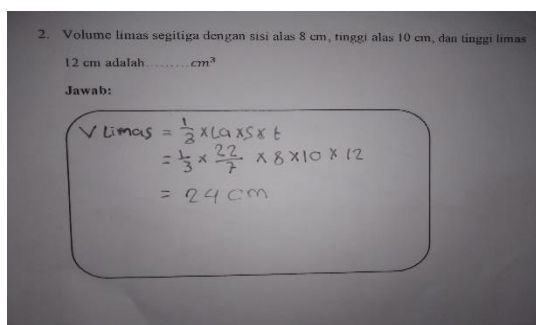 2. Volume limas segitiga dengan sisi alas 8 cm, tinggi alas 10 cm, dan tinggi limas
12 cm adalah.........cm³
Jawab:
V Limas = 1/3 x La x s x t
= 1/3 x 22/7 x 8 x 10 x 12
= 24 cm